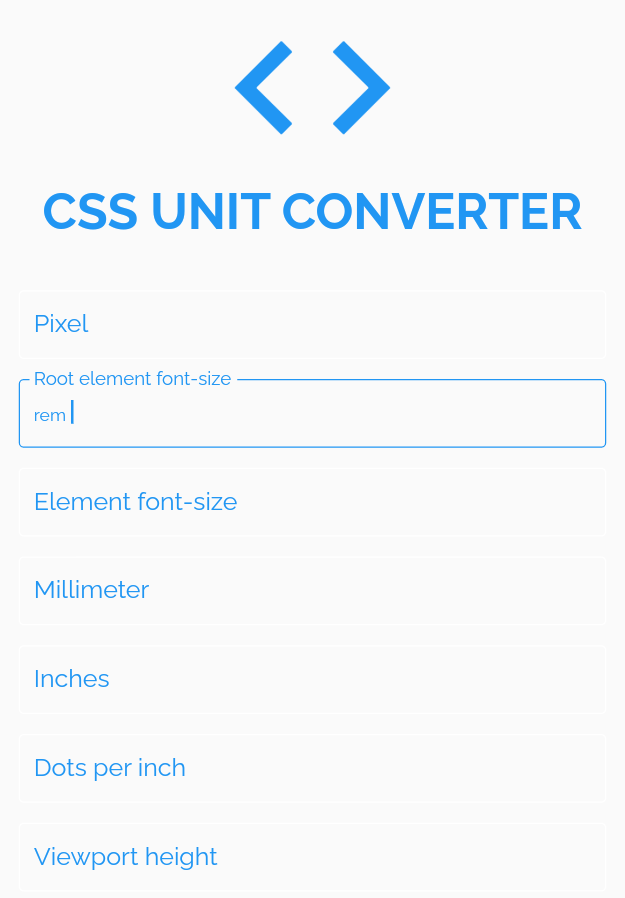 CSS UNIT CONVERTER
Pixel
Root element font-size
rem
Element font-size
Millimeter
Inches
Dots per inch
Viewport height